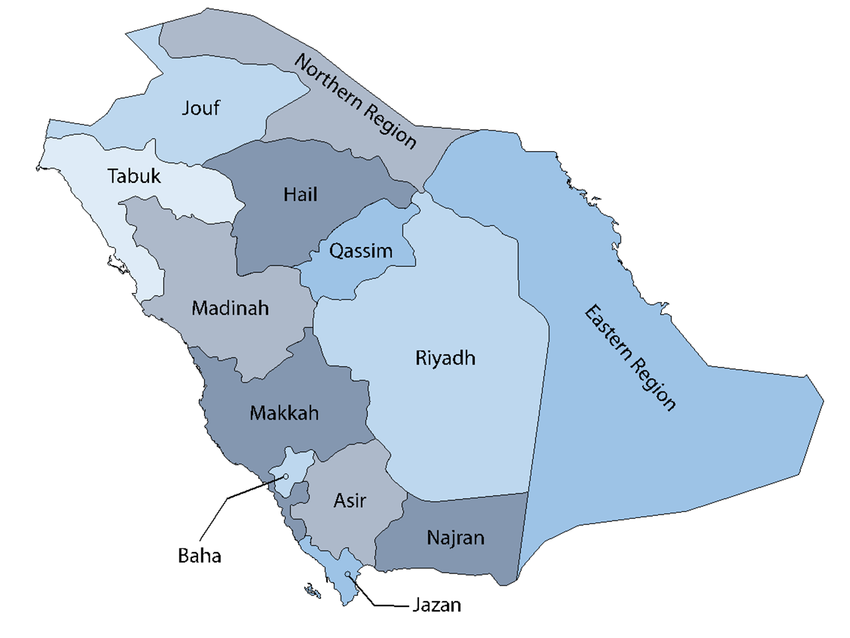 Northern Region
Jouf
Tabuk
Hail
Qassim
Madinah
Eastern Region
Riyadh
Makkah
Asir
Najran
Baha
Jazan